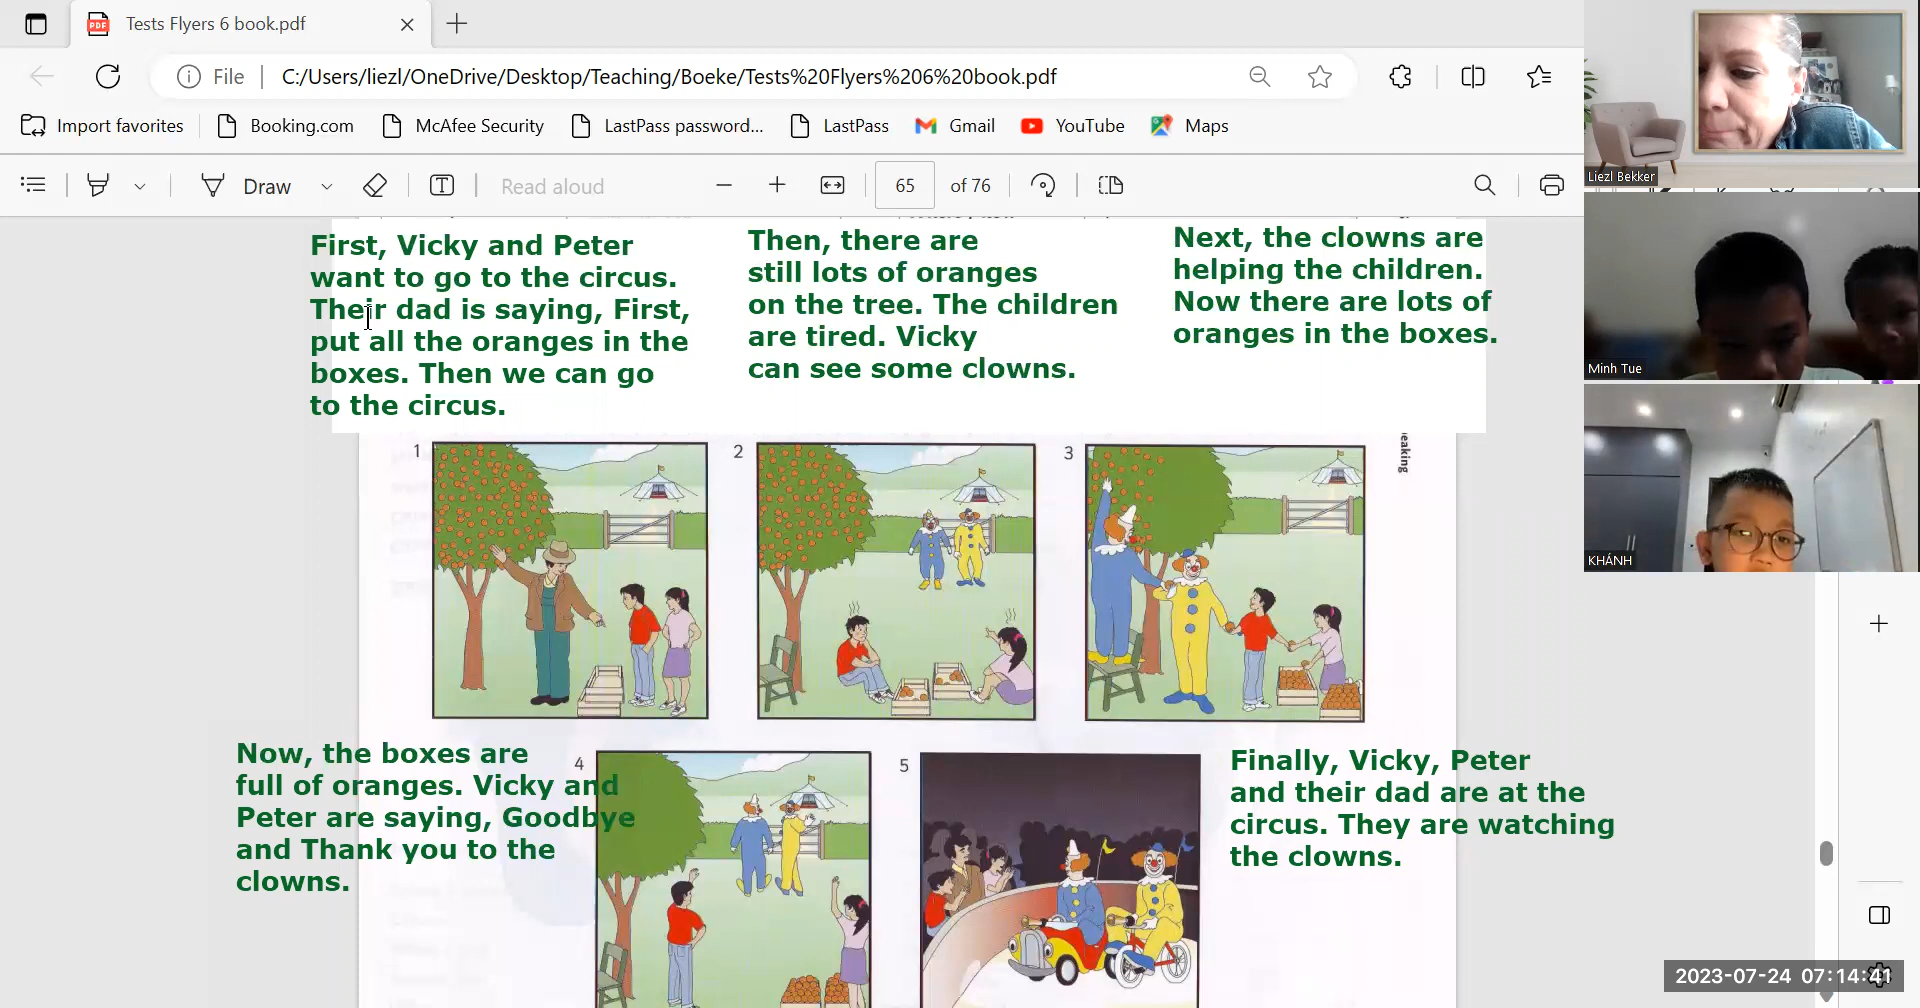 Tests Flyers 6 book.pdf
File
C:/Users/liezl/OneDrive/Desktop/Teaching/Boeke/Tests%20Flyers%206%20book.pdf
Import favorites
Booking.com
McAfee Security
LastPass password...
LastPass
Gmail
YouTube
Maps
Draw
Read aloud
65
of 76
First, Vicky and Peter
want to go to the circus.
Their dad is saying, First,
put all the oranges in the
boxes. Then we can go
to the circus.
Then, there are
still lots of oranges
on the tree. The children
are tired. Vicky
can see some clowns.
Next, the clowns are
helping the children.
Now there are lots of
oranges in the boxes.
1
2
3
Now, the boxes are
full of oranges. Vicky and
Peter are saying, Goodbye
and Thank you to the
clowns.
4
5
Finally, Vicky, Peter
and their dad are at the
circus. They are watching
the clowns.
Liezl Bekker
Minh Tue
KHÁNH
2023-07-24 07:14:41